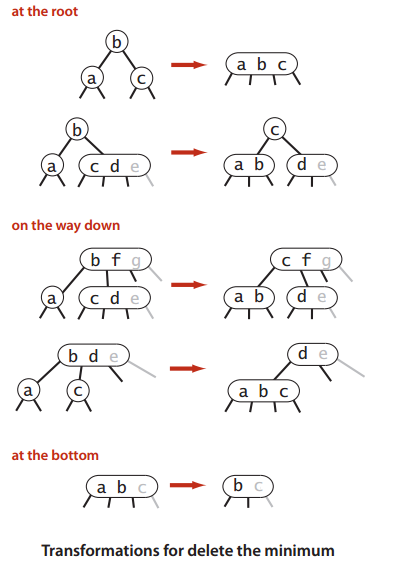 at the root
b
a c
a b c
b
a c d e
c
a b d e
on the way down
b f g
a c d e
c f g
a b d e
b d e
a c
d e
a b c
at the bottom
a b c
b c
Transformations for delete the minimum